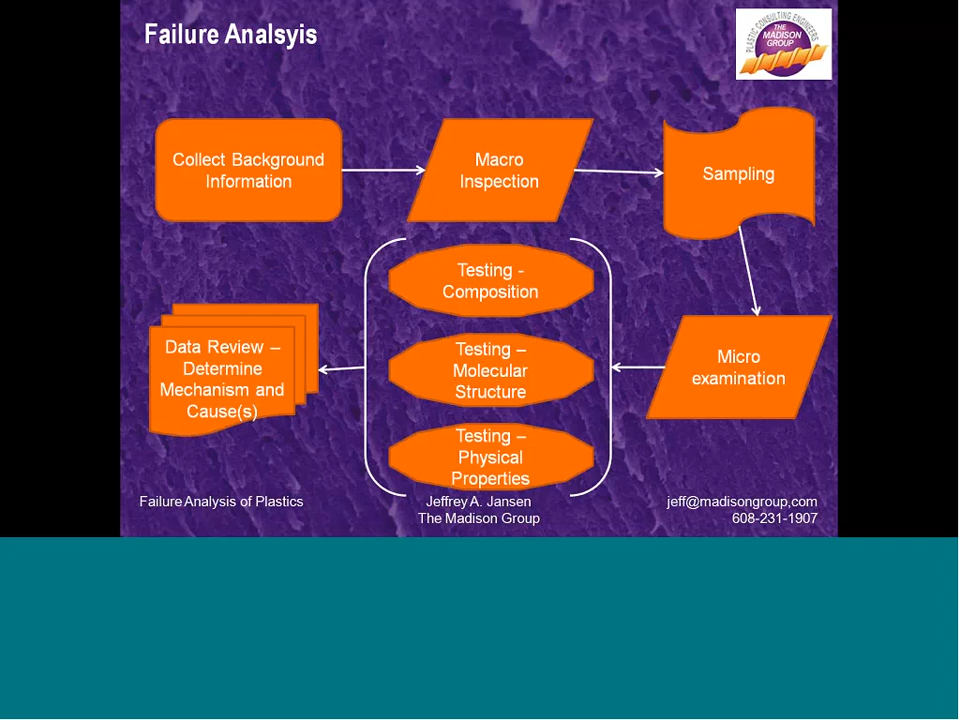 Failure Analsyis
PLASTIC CONSULTING ENGINEERS
THE
MADISON
GROUP
Collect Background
Information
Macro
Inspection
Sampling
Micro
examination
Testing -
Composition
Testing –
Molecular
Structure
Testing –
Physical
Properties
Data Review –
Determine
Mechanism and
Cause(s)
Failure Analysis of Plastics
Jeffrey A. Jansen
The Madison Group
jeff@madisongroup,com
608-231-1907